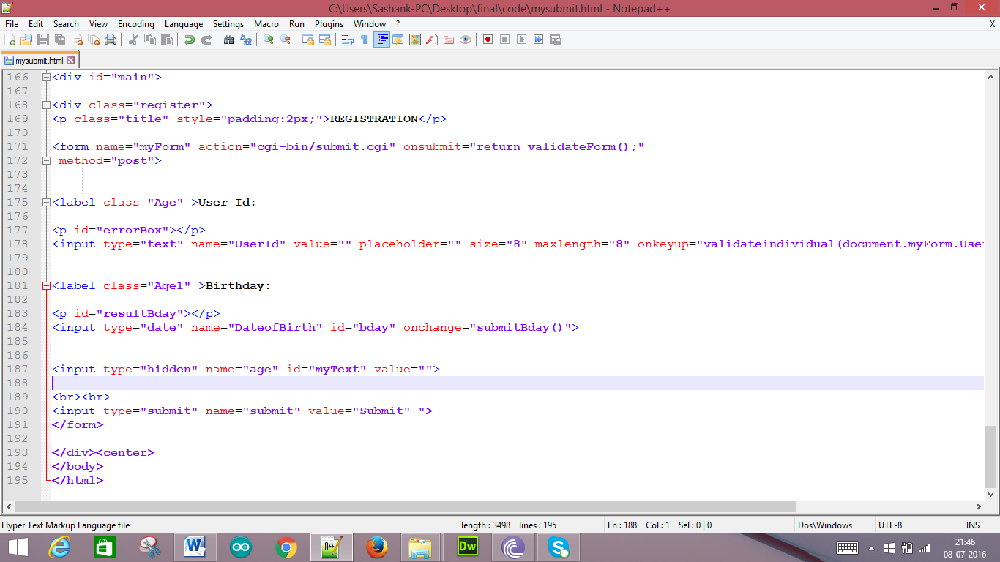 C:\Users\Sashank-PC\Desktop\final\code\mysubmit.html - Notepad++
File Edit Search View Encoding Language Settings Macro Run Plugins Window ? X
mysubmit.html
166 <div id="main">
167
168 <div class="register">
169 <p class="title" style="padding:2px;">REGISTRATION</p>
170
171 <form name="myForm" action="cgi-bin/submit.cgi" onsubmit="return validateForm();"
172 method="post">
173
174
175 <label class="Age" >User Id:
176
177 <p id="errorBox"></p>
178 <input type="text" name="UserId" value="" placeholder="" size="8" maxlength="8" onkeyup="validateindividual(document.myForm.Use
179
180
181 <label class="Age1" >Birthday:
182
183 <p id="resultBday"></p>
184 <input type="date" name="DateofBirth" id="bday" onchange="submitBday()">
185
186
187 <input type="hidden" name="age" id="myText" value="">
188
189 <br><br>
190 <input type="submit" name="submit" value="Submit" ">
191 </form>
192
193 </div><center>
194 </body>
195 </html>
Hyper Text Markup Language file length : 3498 lines : 195 Ln : 188 Col : 1 Sel : 0 | 0 Dos\Windows UTF-8 INS
Dw
21:46
08-07-2016